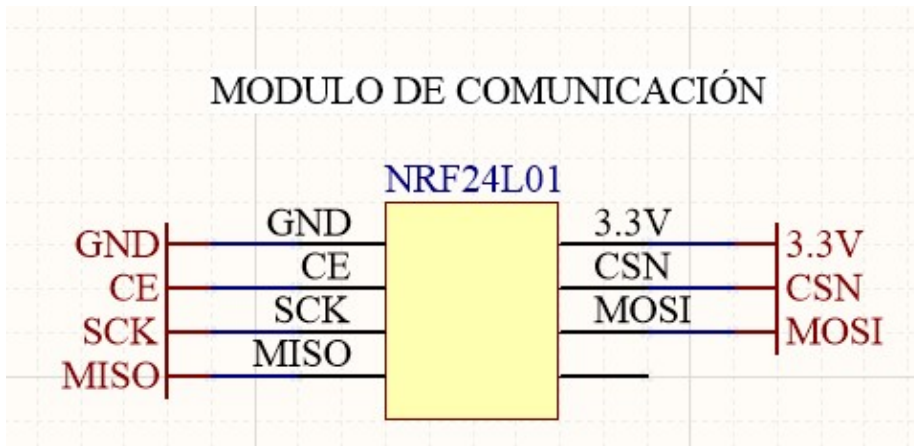 MODULO DE COMUNICACIÓN
NRF24L01
GND GND 3.3V 3.3V
CE CE CSN CSN
SCK SCK MOSI MOSI
MISO MISO